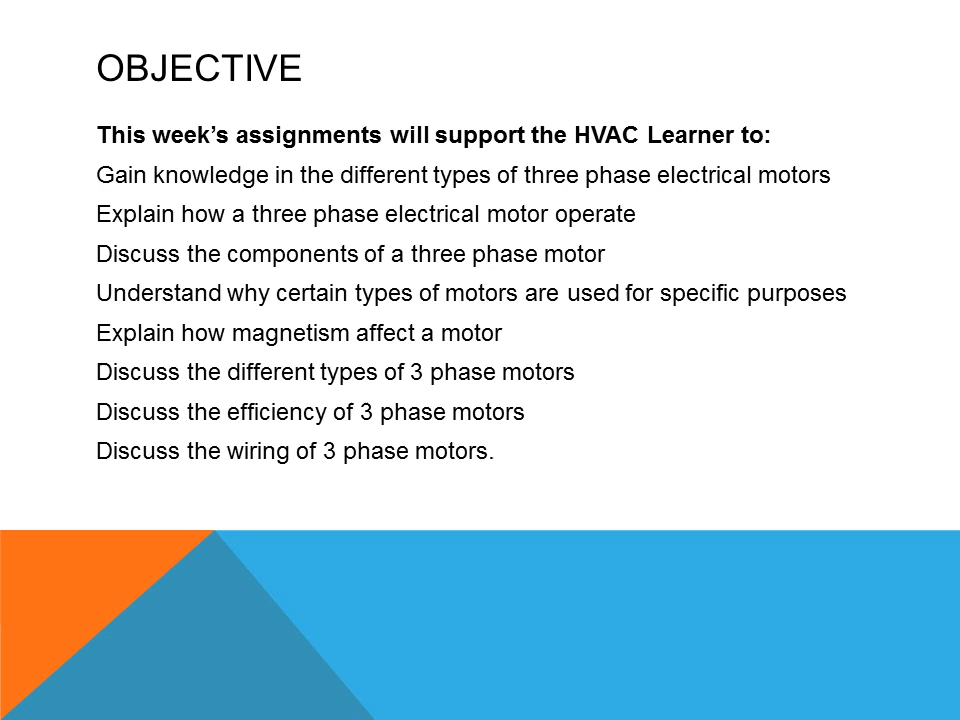 OBJECTIVE
This week’s assignments will support the HVAC Learner to:
Gain knowledge in the different types of three phase electrical motors
Explain how a three phase electrical motor operate
Discuss the components of a three phase motor
Understand why certain types of motors are used for specific purposes
Explain how magnetism affect a motor
Discuss the different types of 3 phase motors
Discuss the efficiency of 3 phase motors
Discuss the wiring of 3 phase motors.